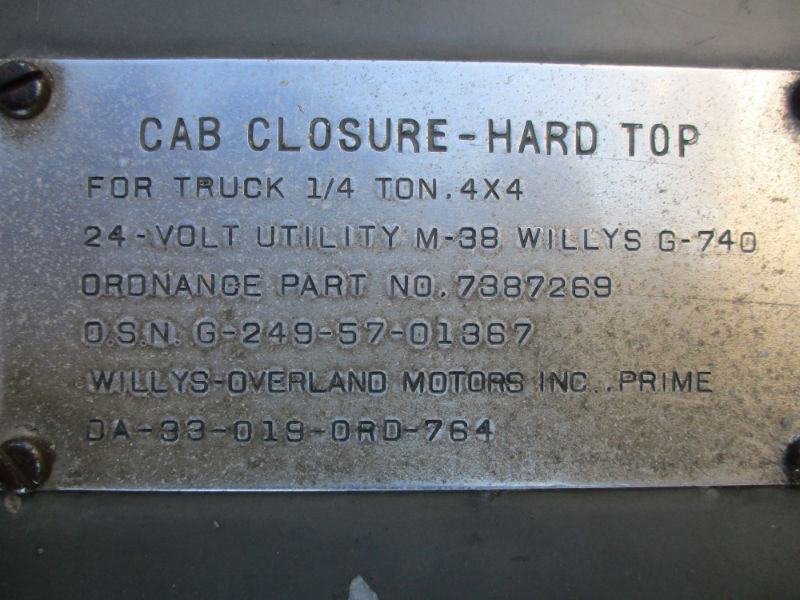 CAB CLOSURE-HARD TOP
FOR TRUCK 1/4 TON. 4X4
24-VOLT UTILITY M-38 WILLYS G-740
ORDNANCE PART NO. 7387269
O.S.N. G-249-57-01367
WILLYS-OVERLAND MOTORS INC..PRIME
DA-33-019-ORD-764